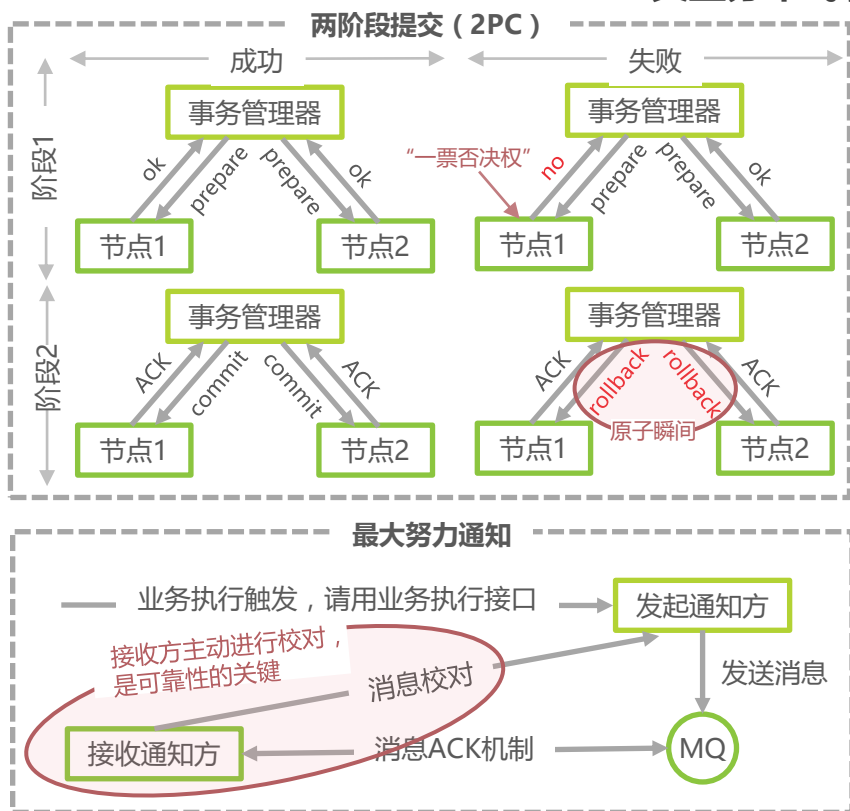 两阶段提交（2PC）
成功
失败
阶段1
事务管理器
ok
prepare
prepare
ok
节点1
节点2
事务管理器
“一票否决权”
no
prepare
prepare
ok
节点1
节点2
阶段2
事务管理器
ACK
commit
commit
ACK
节点1
节点2
事务管理器
ACK
rollback
rollback
ACK
原子瞬间
节点1
节点2
最大努力通知
业务执行触发，请用业务执行接口
发起通知方
接收方主动进行校对，
是可靠性的关键
消息校对
发送消息
接收通知方
消息ACK机制
MQ